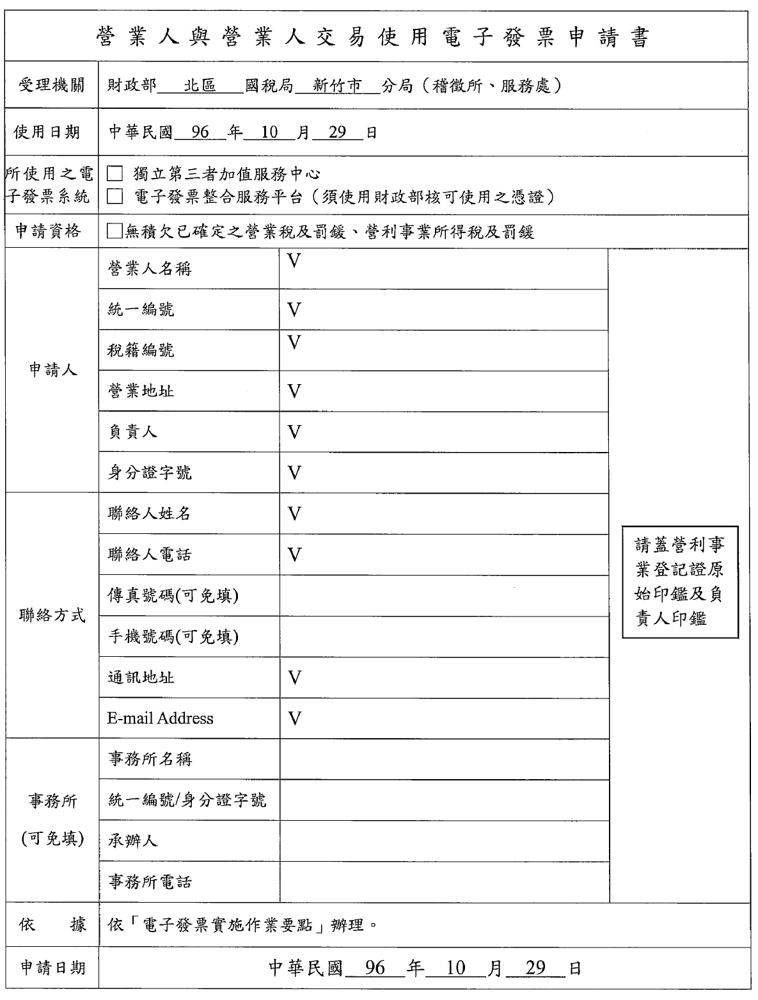 營業人與營業人交易使用電子發票申請書
受理機關 財政部 北區 國稅局 新竹市 分局（稽徵所、服務處）
使用日期 中華民國 96 年 10 月 29 日
所使用之電子發票系統
□ 獨立第三者加值服務中心
□ 電子發票整合服務平台（須使用財政部核可使用之憑證）
申請資格 □無積欠已確定之營業稅及罰鍰、營利事業所得稅及罰鍰
申請人
營業人名稱 V
統一編號 V
稅籍編號 V
營業地址 V
負責人 V
身分證字號 V
聯絡方式
聯絡人姓名 V
聯絡人電話 V
傳真號碼(可免填)
手機號碼(可免填)
通訊地址 V
E-mail Address V
事務所
(可免填)
事務所名稱
統一編號/身分證字號
承辦人
事務所電話
請蓋營利事
業登記證原
始印鑑及負
責人印鑑
依 據 依「電子發票實施作業要點」辦理。
申請日期 中華民國 96 年 10 月 29 日